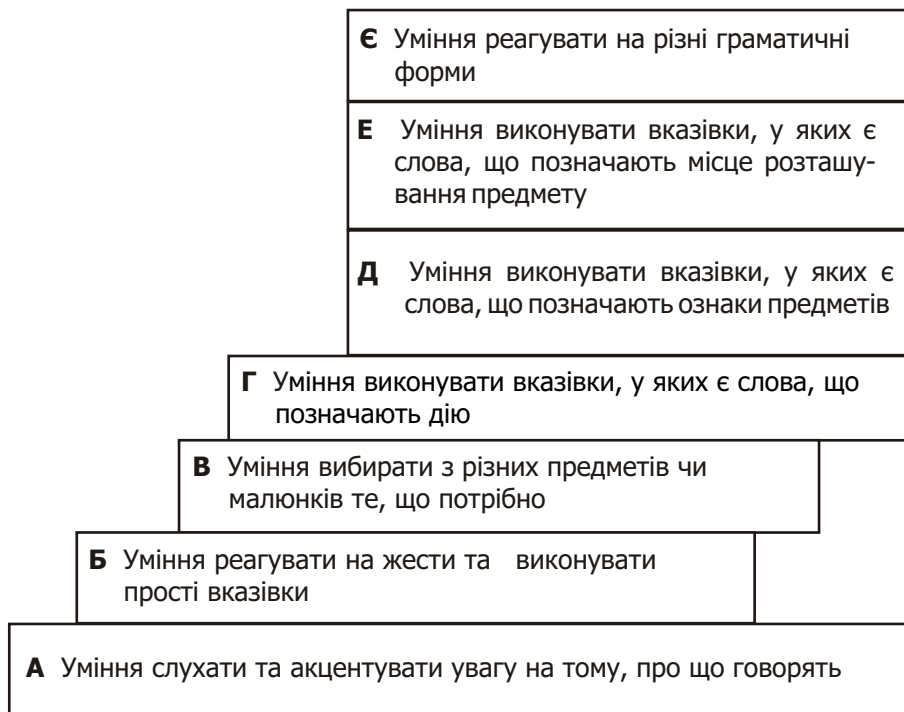 Є Уміння реагувати на різні граматичні
форми
Е Уміння виконувати вказівки, у яких є
слова, що позначають місце розташу-
вання предмету
Д Уміння виконувати вказівки, у яких є
слова, що позначають ознаки предметів
Г Уміння виконувати вказівки, у яких є слова, що
позначають дію
В Уміння вибирати з різних предметів чи
малюнків те, що потрібно
Б Уміння реагувати на жести та виконувати
прості вказівки
А Уміння слухати та акцентувати увагу на тому, про що говорять